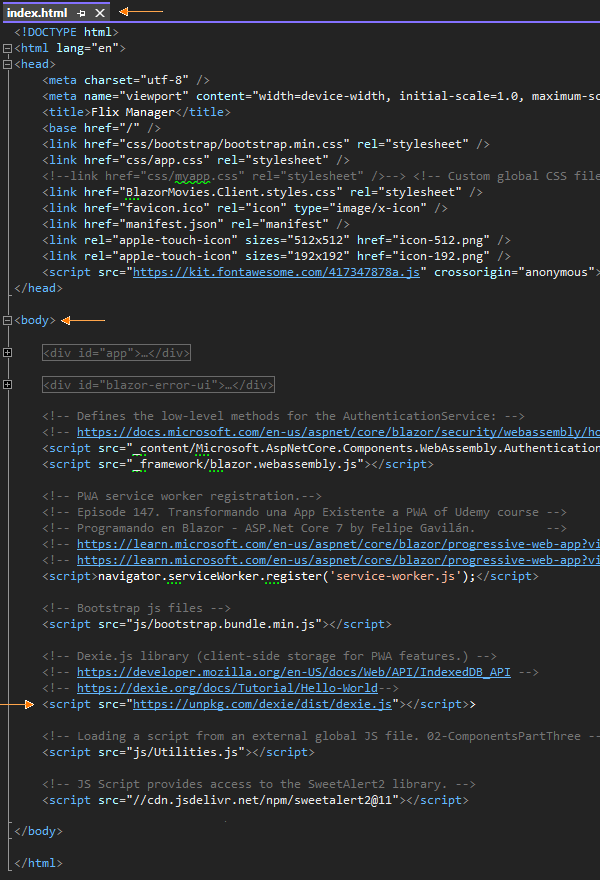 index.html
<!DOCTYPE html>
<html lang="en">
<head>
<meta charset="utf-8" />
<meta name="viewport" content="width=device-width, initial-scale=1.0, maximum-sc
<title>Flix Manager</title>
<base href="/" />
<link href="css/bootstrap/bootstrap.min.css" rel="stylesheet" />
<link href="css/app.css" rel="stylesheet" />
<!--link href="css/myapp.css" rel="stylesheet" />--> <!-- Custom global CSS file
<link href="BlazorMovies.Client.styles.css" rel="stylesheet" />
<link href="favicon.ico" rel="icon" type="image/x-icon" />
<link href="manifest.json" rel="manifest" />
<link rel="apple-touch-icon" sizes="512x512" href="icon-512.png" />
<link rel="apple-touch-icon" sizes="192x192" href="icon-192.png" />
<script src="https://kit.fontawesome.com/417347878a.js" crossorigin="anonymous">
</head>
<body>
<div id="app">…</div>
<div id="blazor-error-ui">…</div>
<!-- Defines the low-level methods for the AuthenticationService: -->
<!-- https://docs.microsoft.com/en-us/aspnet/core/blazor/security/webassembly/ho
<script src="_content/Microsoft.AspNetCore.Components.WebAssembly.Authentication
<script src="_framework/blazor.webassembly.js"></script>
<!-- PWA service worker registration.-->
<!-- Episode 147. Transformando una App Existente a PWA of Udemy course -->
<!-- Programando en Blazor - ASP.Net Core 7 by Felipe Gavilán. -->
<!-- https://learn.microsoft.com/en-us/aspnet/core/blazor/progressive-web-app?vi
<!-- https://learn.microsoft.com/en-us/aspnet/core/blazor/progressive-web-app?vi
<script>navigator.serviceWorker.register('service-worker.js');</script>
<!-- Bootstrap js files -->
<script src="js/bootstrap.bundle.min.js"></script>
<!-- Dexie.js library (client-side storage for PWA features.) -->
<!-- https://developer.mozilla.org/en-US/docs/Web/API/IndexedDB_API -->
<!-- https://dexie.org/docs/Tutorial/Hello-World-->
<script src="https://unpkg.com/dexie/dist/dexie.js"></script>>
<!-- Loading a script from an external global JS file. 02-ComponentsPartThree --
<script src="js/Utilities.js"></script>
<!-- JS Script provides access to the SweetAlert2 library. -->
<script src="//cdn.jsdelivr.net/npm/sweetalert2@11"></script>
</body>
</html>